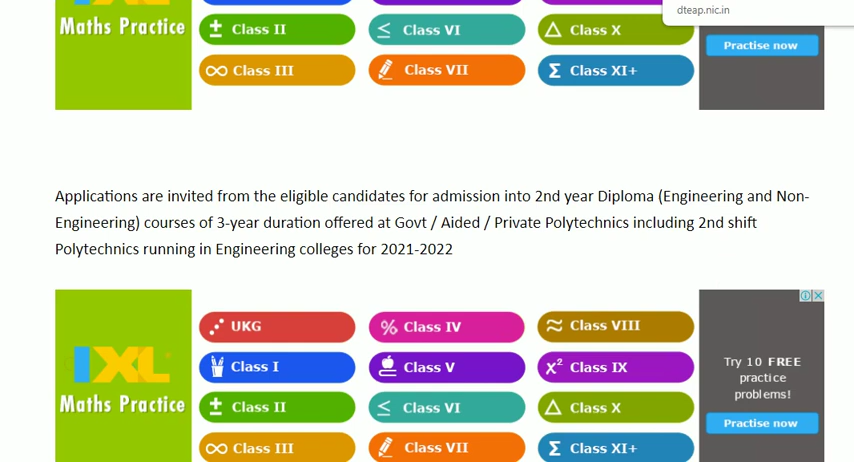 IXL
dteap.nic.in
Maths Practice
± Class II
≤ Class VI
△ Class X
Practise now
∞ Class III
Class VII
Σ Class XI+
Applications are invited from the eligible candidates for admission into 2nd year Diploma (Engineering and Non-
Engineering) courses of 3-year duration offered at Govt / Aided / Private Polytechnics including 2nd shift
Polytechnics running in Engineering colleges for 2021-2022
UKG
% Class IV
≈ Class VIII
IXL
Class I
Class V
x² Class IX
Try 10 FREE
practice
problems!
Maths Practice
± Class II
≤ Class VI
△ Class X
Practise now
∞ Class III
Class VII
Σ Class XI+